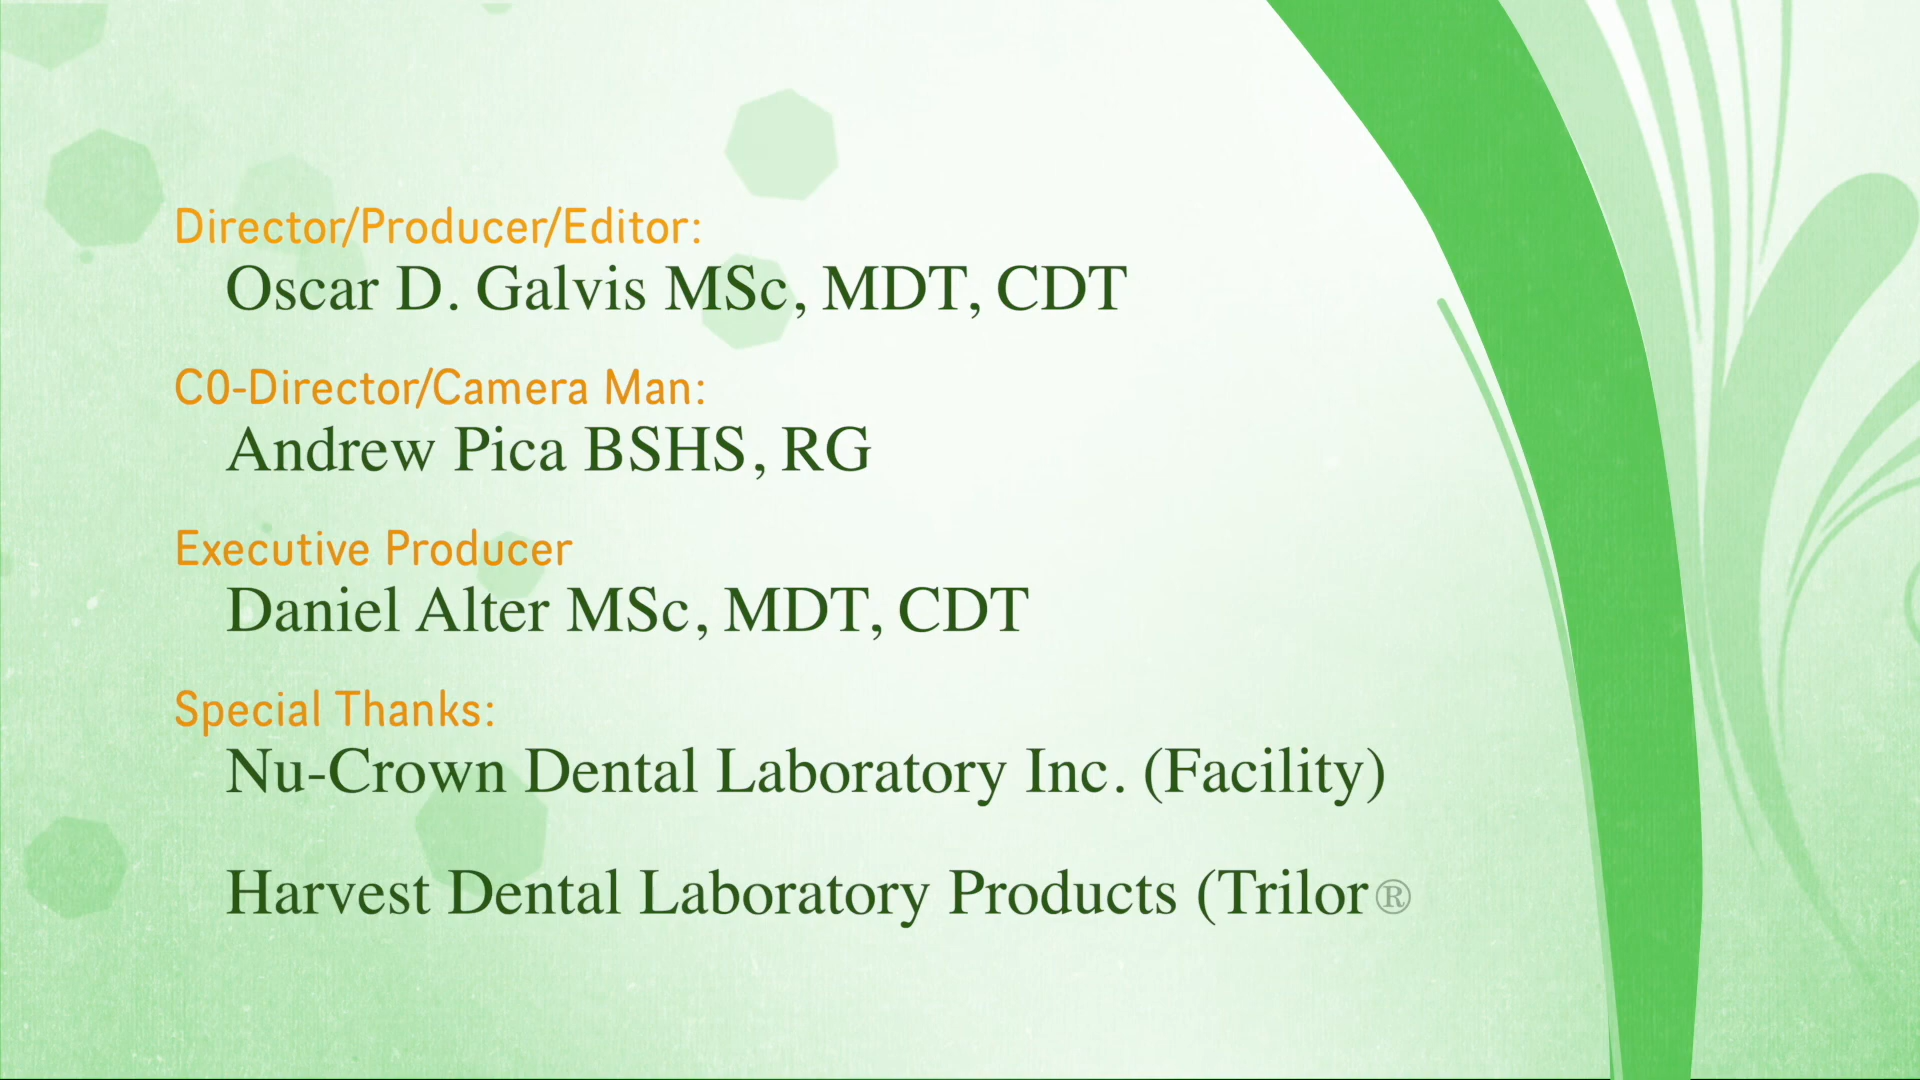 Director/Producer/Editor:
Oscar D. Galvis MSc, MDT, CDT
C0-Director/Camera Man:
Andrew Pica BSHS, RG
Executive Producer
Daniel Alter MSc, MDT, CDT
Special Thanks:
Nu-Crown Dental Laboratory Inc. (Facility)
Harvest Dental Laboratory Products (Trilor®